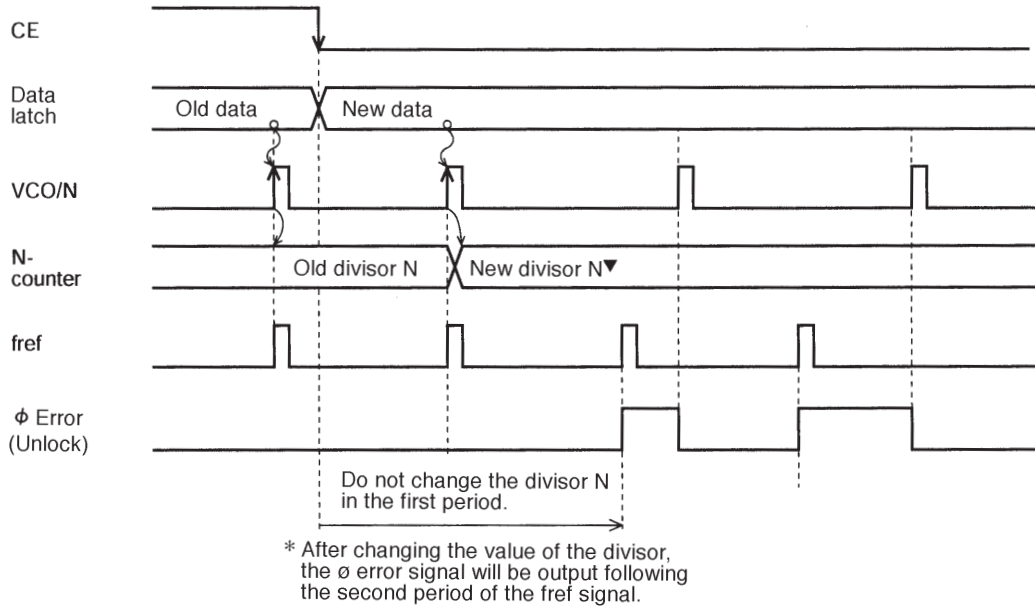 CE
Data
latch
Old data
New data
VCO/N
N-
counter
Old divisor N
New divisor N▼
fref
ϕ Error
(Unlock)
Do not change the divisor N
in the first period.
* After changing the value of the divisor,
the ø error signal will be output following
the second period of the fref signal.